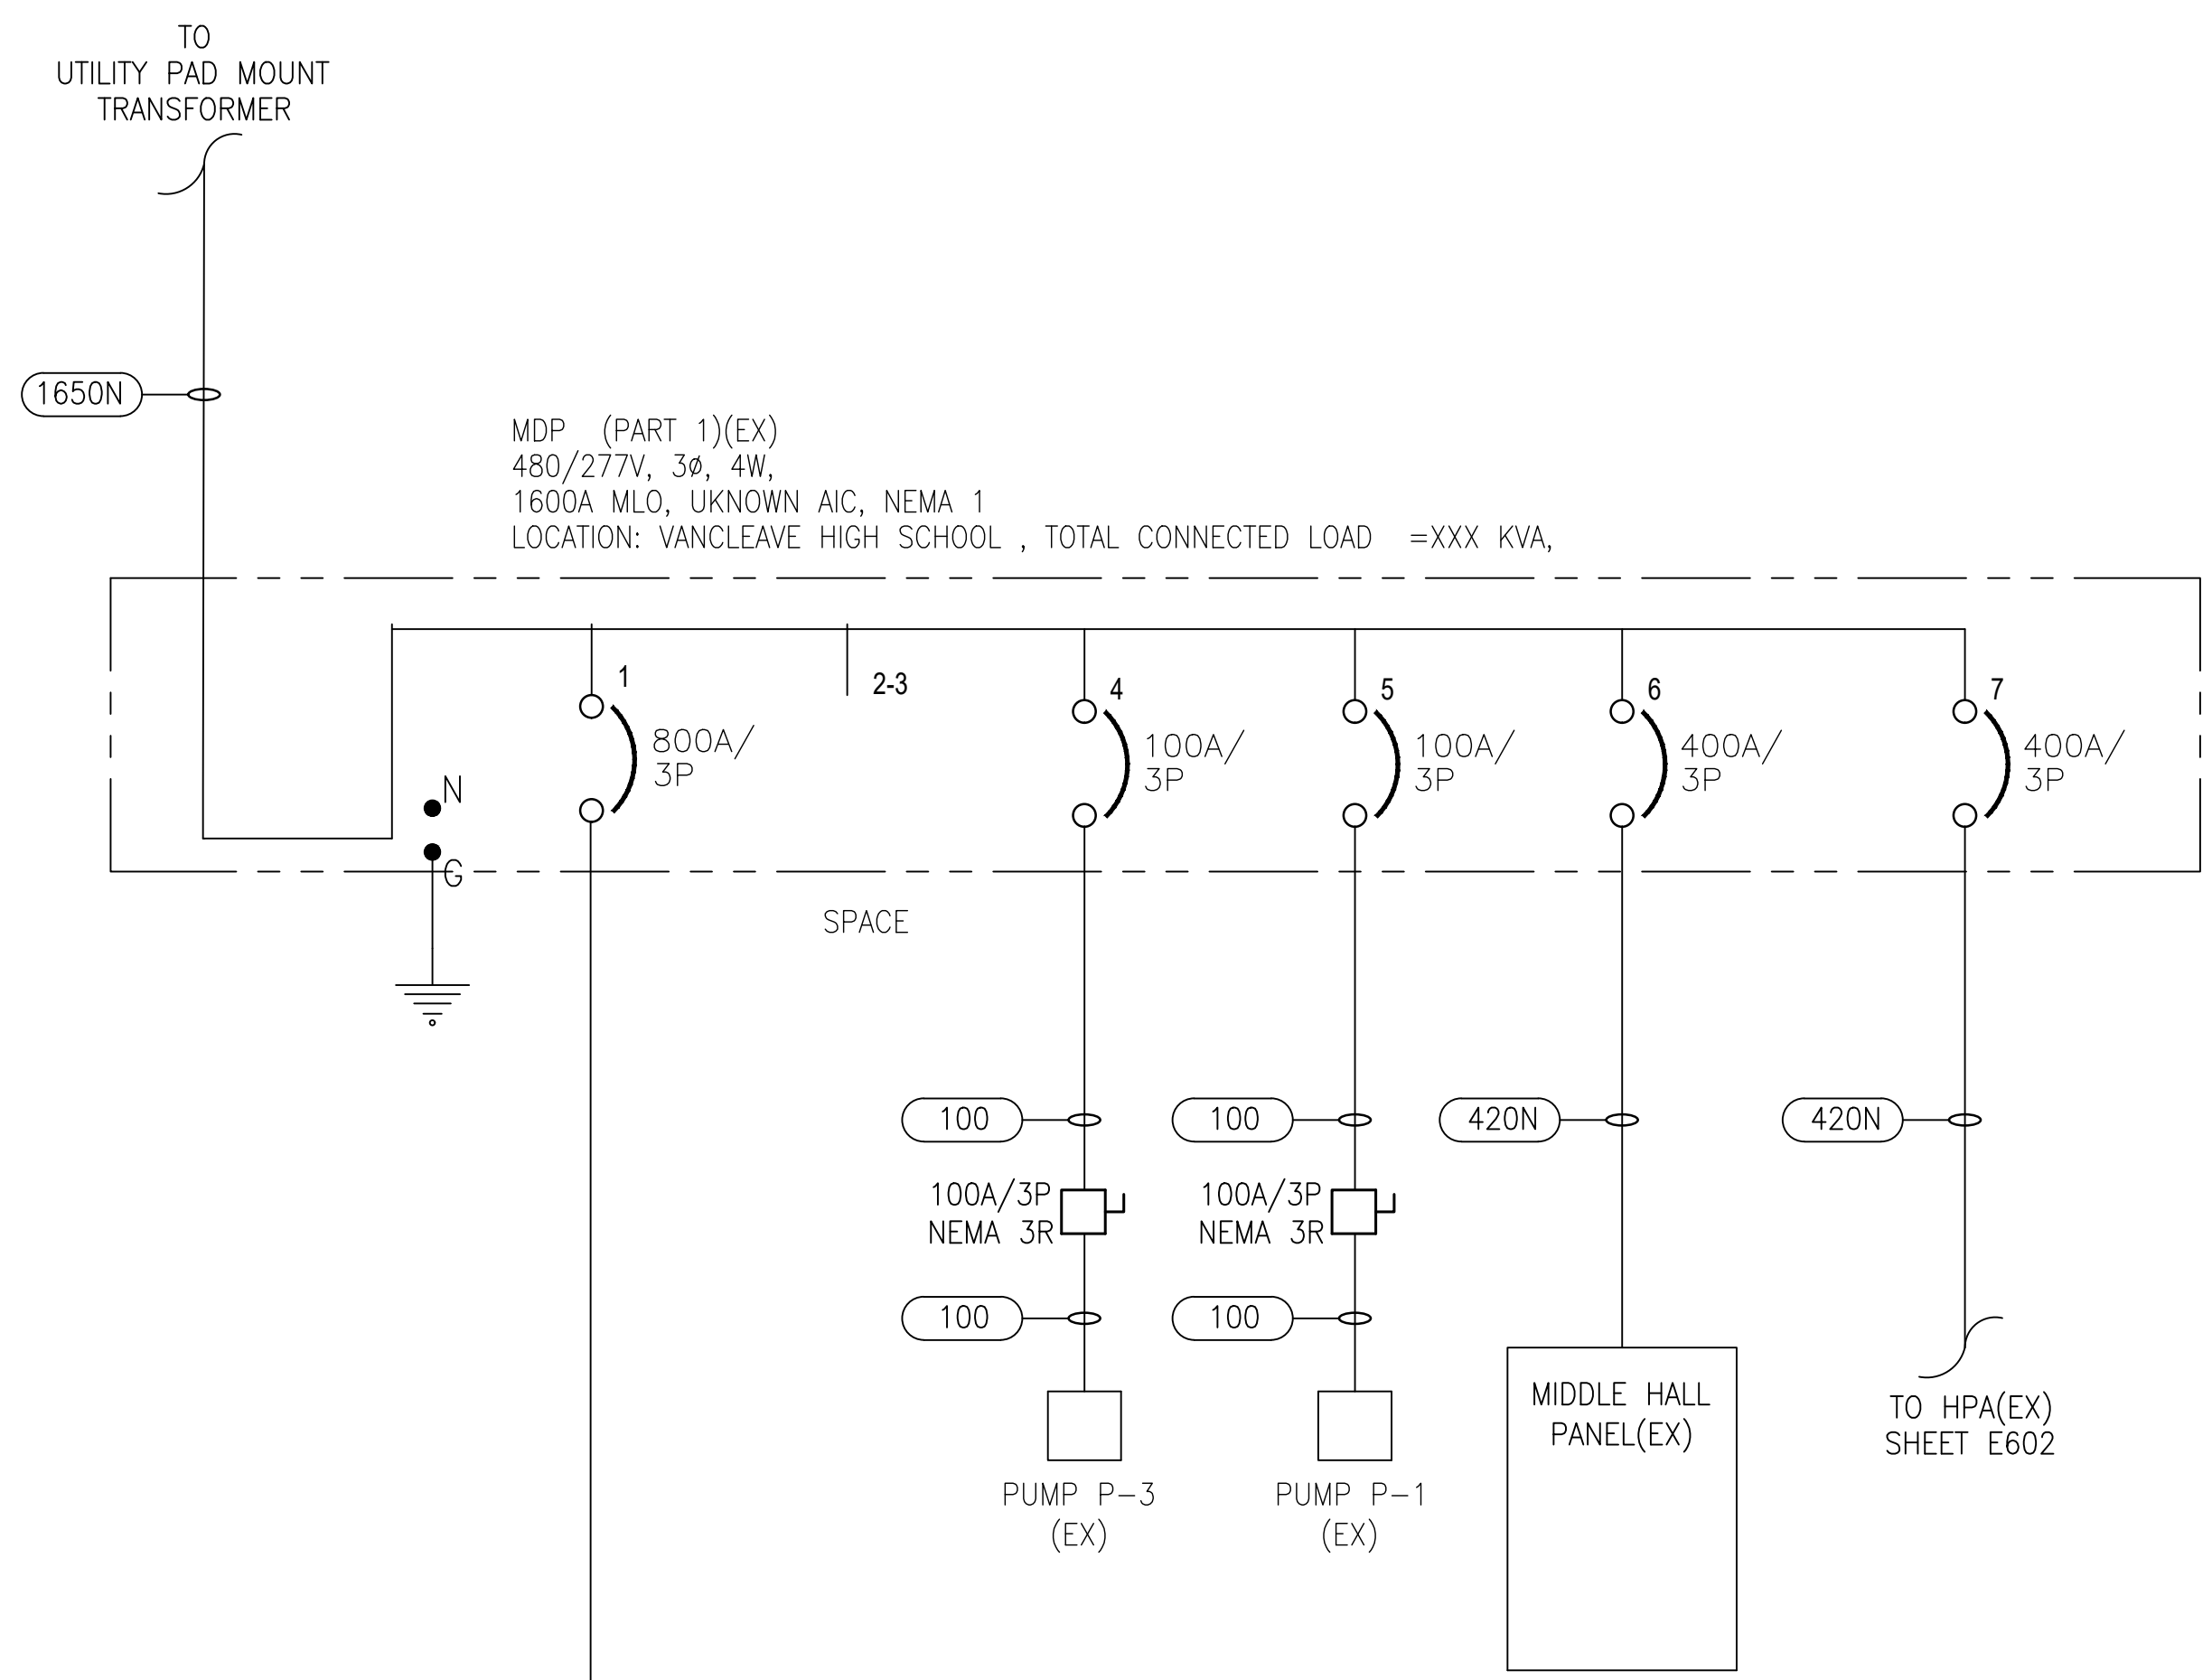 TO
UTILITY PAD MOUNT
TRANSFORMER
1650N
MDP (PART 1)(EX)
480/277V, 3ø, 4W,
1600A MLO, UKNOWN AIC, NEMA 1
LOCATION: VANCLEAVE HIGH SCHOOL , TOTAL CONNECTED LOAD =XXX KVA,
1
800A/
3P
2-3
4
100A/
3P
5
100A/
3P
6
400A/
3P
7
400A/
3P
N
G
SPACE
100
100
420N
420N
100A/3P
NEMA 3R
100A/3P
NEMA 3R
100
100
PUMP P-3
(EX)
PUMP P-1
(EX)
MIDDLE HALL
PANEL(EX)
TO HPA(EX)
SHEET E602